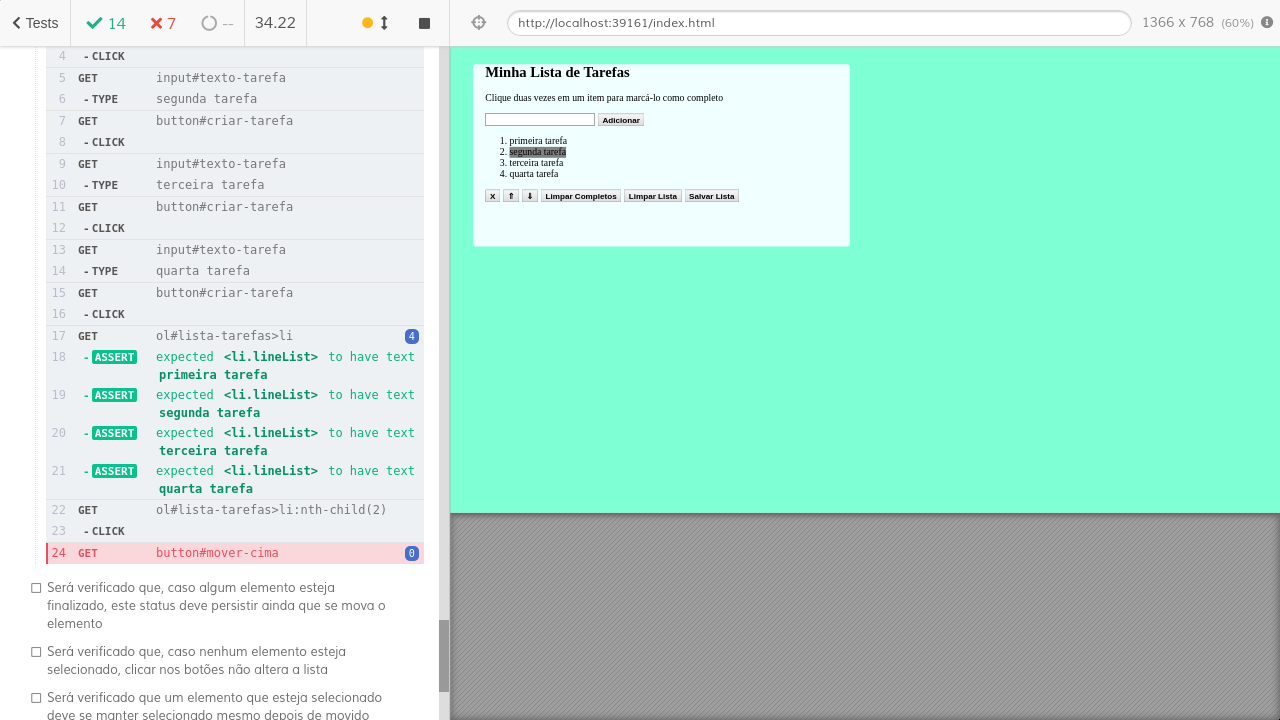 Tests 14 7 -- 34.22
http://localhost:39161/index.html 1366 x 768 (60%)
4 - CLICK
5 GET input#texto-tarefa
6 - TYPE segunda tarefa
7 GET button#criar-tarefa
8 - CLICK
9 GET input#texto-tarefa
10 - TYPE terceira tarefa
11 GET button#criar-tarefa
12 - CLICK
13 GET input#texto-tarefa
14 - TYPE quarta tarefa
15 GET button#criar-tarefa
16 - CLICK
17 GET ol#lista-tarefas>li 4
18 - ASSERT expected <li.lineList> to have text
primeira tarefa
19 - ASSERT expected <li.lineList> to have text
segunda tarefa
20 - ASSERT expected <li.lineList> to have text
terceira tarefa
21 - ASSERT expected <li.lineList> to have text
quarta tarefa
22 GET ol#lista-tarefas>li:nth-child(2)
23 - CLICK
24 GET button#mover-cima 0
Será verificado que, caso algum elemento esteja
finalizado, este status deve persistir ainda que se mova o
elemento
Será verificado que, caso nenhum elemento esteja
selecionado, clicar nos botões não altera a lista
Será verificado que um elemento que esteja selecionado
deve se manter selecionado mesmo depois de movido
Minha Lista de Tarefas
Clique duas vezes em um item para marcá-lo como completo
Adicionar
1. primeira tarefa
2. segunda tarefa
3. terceira tarefa
4. quarta tarefa
X ⇑ ⇓ Limpar Completos Limpar Lista Salvar Lista